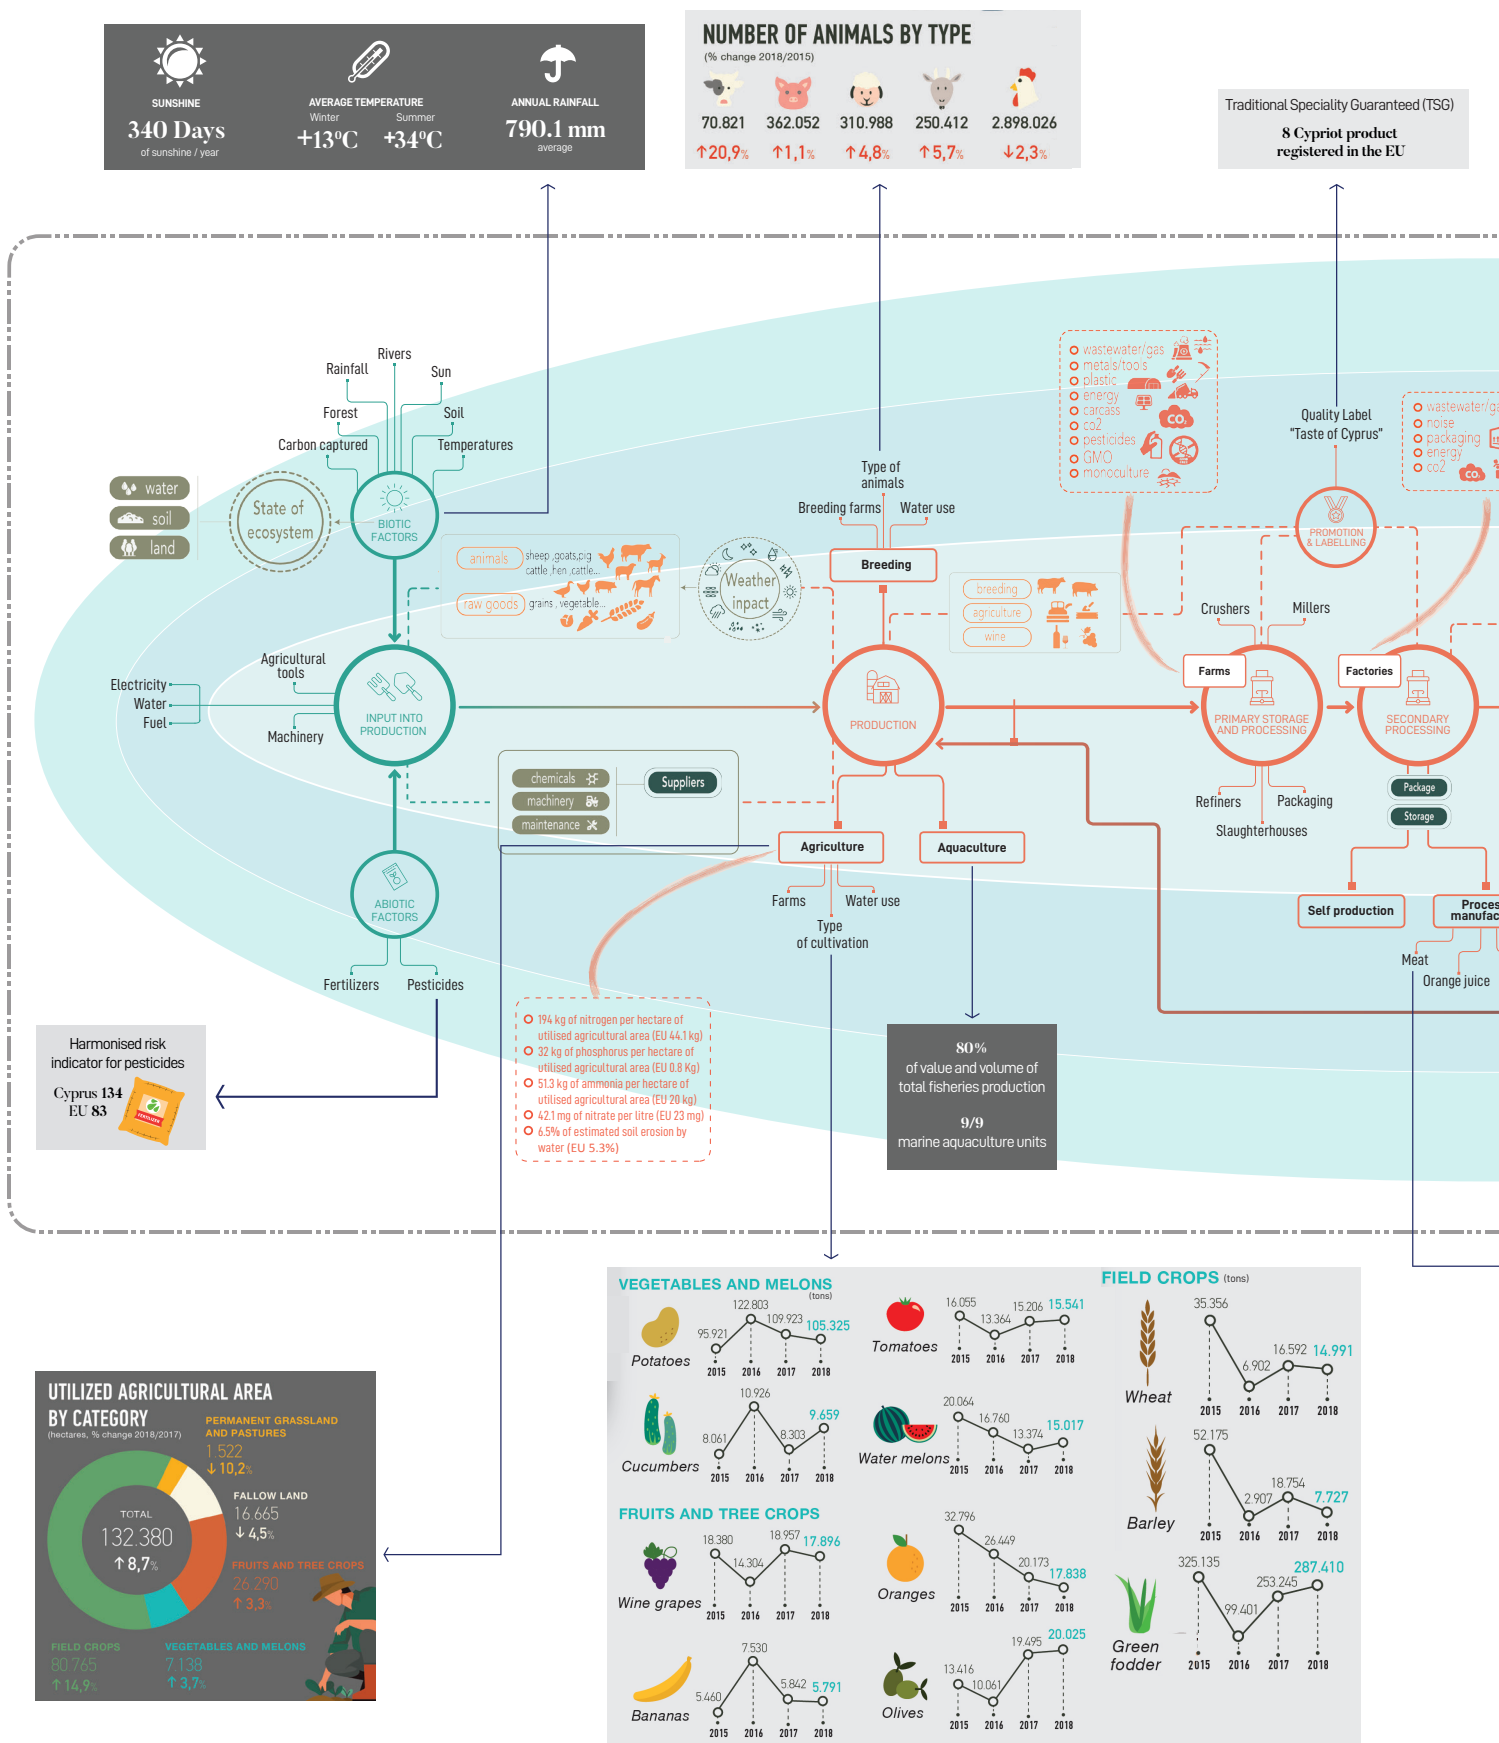 SUNSHINE
340 Days
of sunshine / year
AVERAGE TEMPERATURE
Winter
+13ºC
Summer
+34ºC
ANNUAL RAINFALL
790.1 mm
average
NUMBER OF ANIMALS BY TYPE
(% change 2018/2015)
70.821
362.052
310.988
250.412
2.898.026
↑20,9%
↑1,1%
↑4,8%
↑5,7%
↓2,3%
Traditional Speciality Guaranteed (TSG)
8 Cypriot product
registered in the EU
Rivers
Rainfall
Sun
Forest
Soil
Carbon captured
Temperatures
water
soil
land
State of
ecosystem
BIOTIC
FACTORS
animals
sheep ,goats,pig
cattle ,hen ,cattle...
raw goods
grains , vegetable...
Weather
inpact
Type of
animals
Breeding farms
Water use
Breeding
breeding
agriculture
wine
wastewater/gas
metals/tools
plastic
energy
carcass
co2
pesticides
GMO
monoculture
CO2
Quality Label
"Taste of Cyprus"
PROMOTION
& LABELLING
wastewater/ga
noise
packaging
energy
co2
CO2
Agricultural
tools
Electricity
Water
Fuel
Machinery
INPUT INTO
PRODUCTION
PRODUCTION
Crushers
Millers
Farms
PRIMARY STORAGE
AND PROCESSING
Factories
SECONDARY
PROCESSING
chemicals
machinery
maintenance
Suppliers
Refiners
Packaging
Slaughterhouses
Package
Storage
Agriculture
Aquaculture
Farms
Water use
Type
of cultivation
ABIOTIC
FACTORS
Fertilizers
Pesticides
Self production
Proces
manufac
Meat
Orange juice
Harmonised risk
indicator for pesticides
Cyprus 134
EU 83
FERTILIZER
194 kg of nitrogen per hectare of
utilised agricultural area (EU 44.1 kg)
32 kg of phosphorus per hectare of
utilised agricultural area (EU 0.8 Kg)
51.3 kg of ammonia per hectare of
utilised agricultural area (EU 20 kg)
42.1 mg of nitrate per litre (EU 23 mg)
6.5% of estimated soil erosion by
water (EU 5.3%)
80%
of value and volume of
total fisheries production
9/9
marine aquaculture units
UTILIZED AGRICULTURAL AREA
BY CATEGORY
(hectares, % change 2018/2017)
PERMANENT GRASSLAND
AND PASTURES
1.522
↓ 10,2%
FALLOW LAND
16.665
↓ 4,5%
TOTAL
132.380
↑ 8,7%
FRUITS AND TREE CROPS
26.290
↑ 3,3%
FIELD CROPS
80.765
↑ 14,9%
VEGETABLES AND MELONS
7.138
↑ 3,7%
VEGETABLES AND MELONS
(tons)
Potatoes
95.921
122.803
109.923
105.325
2015 2016 2017 2018
Tomatoes
16.055
13.364
15.206
15.541
2015 2016 2017 2018
Cucumbers
8.061
10.926
8.303
9.659
2015 2016 2017 2018
Water melons
20.064
16.760
13.374
15.017
2015 2016 2017 2018
FRUITS AND TREE CROPS
Wine grapes
18.380
14.304
18.957
17.896
2015 2016 2017 2018
Oranges
32.796
26.449
20.173
17.838
2015 2016 2017 2018
Bananas
5.460
7.530
5.842
5.791
2015 2016 2017 2018
Olives
13.416
10.061
19.495
20.025
2015 2016 2017 2018
FIELD CROPS (tons)
Wheat
35.356
6.902
16.592
14.991
2015 2016 2017 2018
Barley
52.175
2.907
18.754
7.727
2015 2016 2017 2018
Green
fodder
325.135
99.401
253.245
287.410
2015 2016 2017 2018